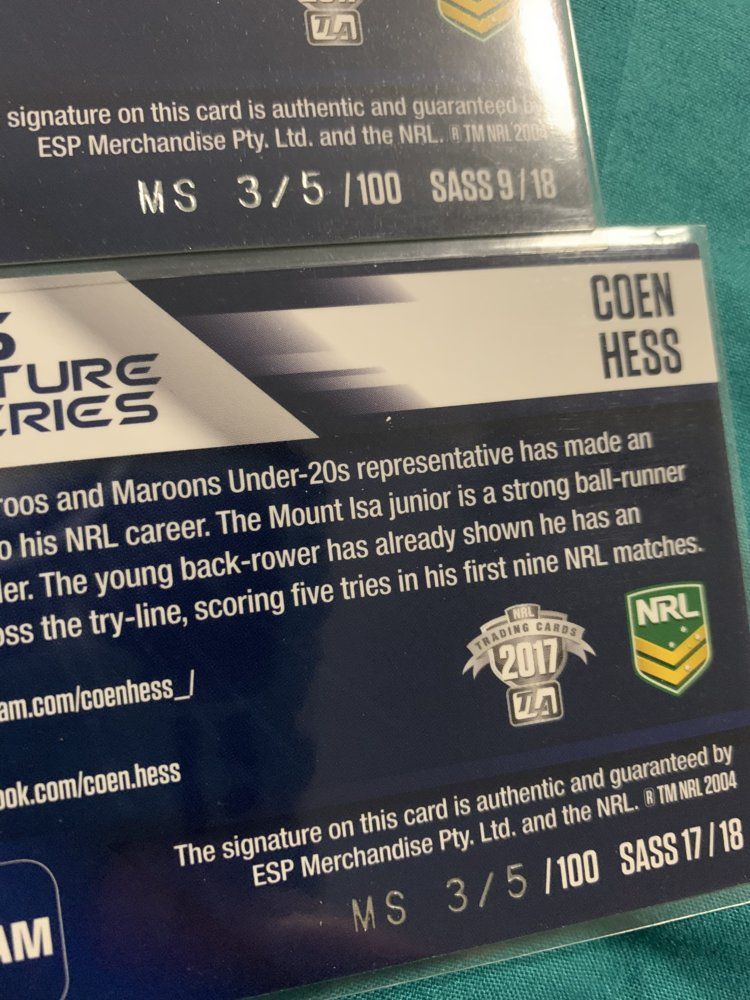 TLA
signature on this card is authentic and guaranteed
ESP Merchandise Pty. Ltd. and the NRL. ® TM NRL 2004
MS 3/5 /100 SASS 9/18
COEN
HESS
TURE
ERIES
roos and Maroons Under-20s representative has made an
o his NRL career. The Mount Isa junior is a strong ball-runner
ler. The young back-rower has already shown he has an
oss the try-line, scoring five tries in his first nine NRL matches.
NRL
TRADING CARDS
2017
TLA
NRL
am.com/coenhess_/
ook.com/coen.hess
The signature on this card is authentic and guaranteed by
ESP Merchandise Pty. Ltd. and the NRL. ® TM NRL 2004
MS 3/5 /100 SASS 17/18
AM